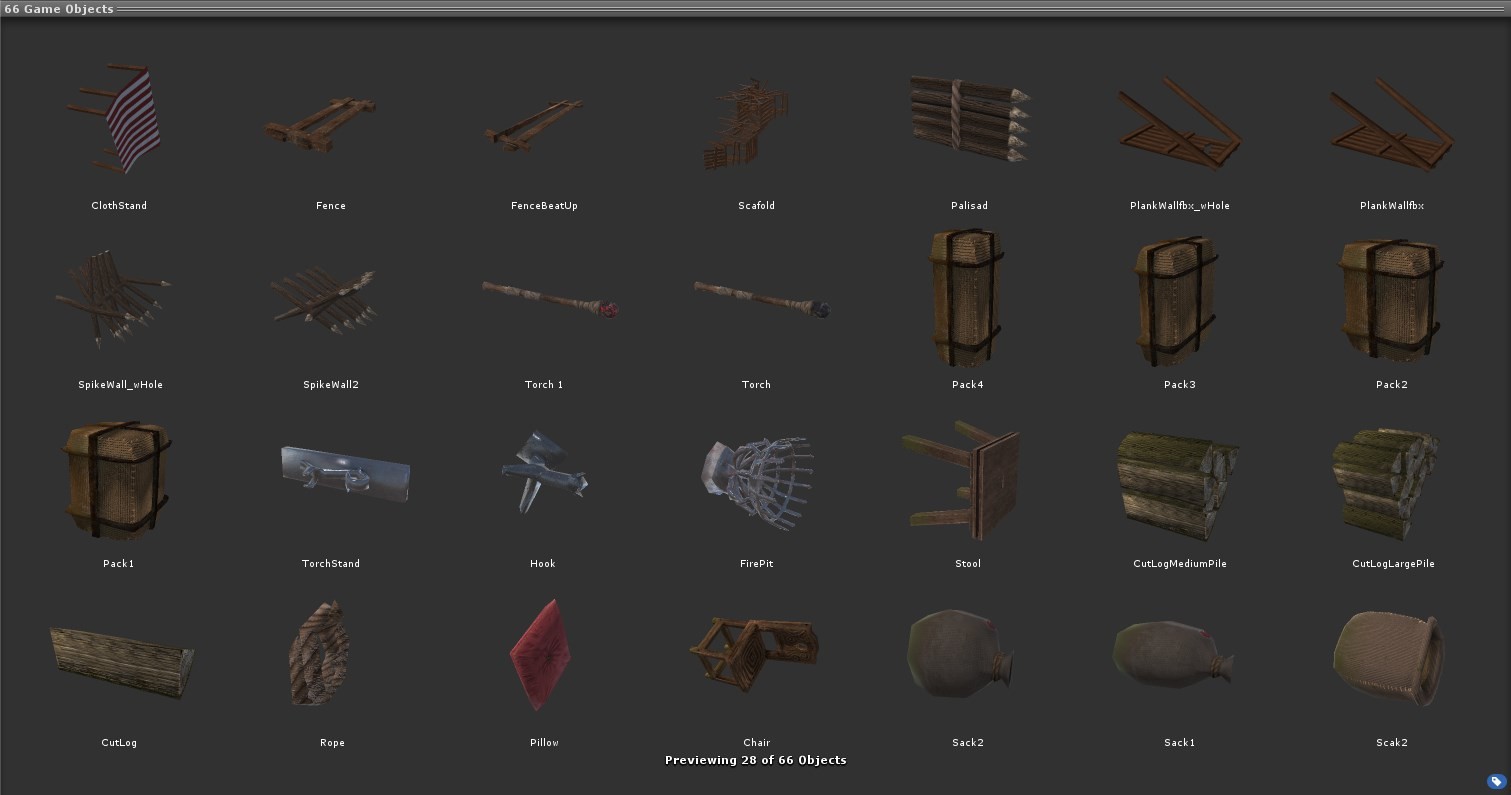 66 Game Objects
ClothStand Fence FenceBeatUp Scafold Palisad PlankWallfbx_wHole PlankWallfbx
SpikeWall_wHole SpikeWall2 Torch 1 Torch Pack4 Pack3 Pack2
Pack1 TorchStand Hook FirePit Stool CutLogMediumPile CutLogLargePile
CutLog Rope Pillow Chair Sack2 Sack1 Scak2
Previewing 28 of 66 Objects